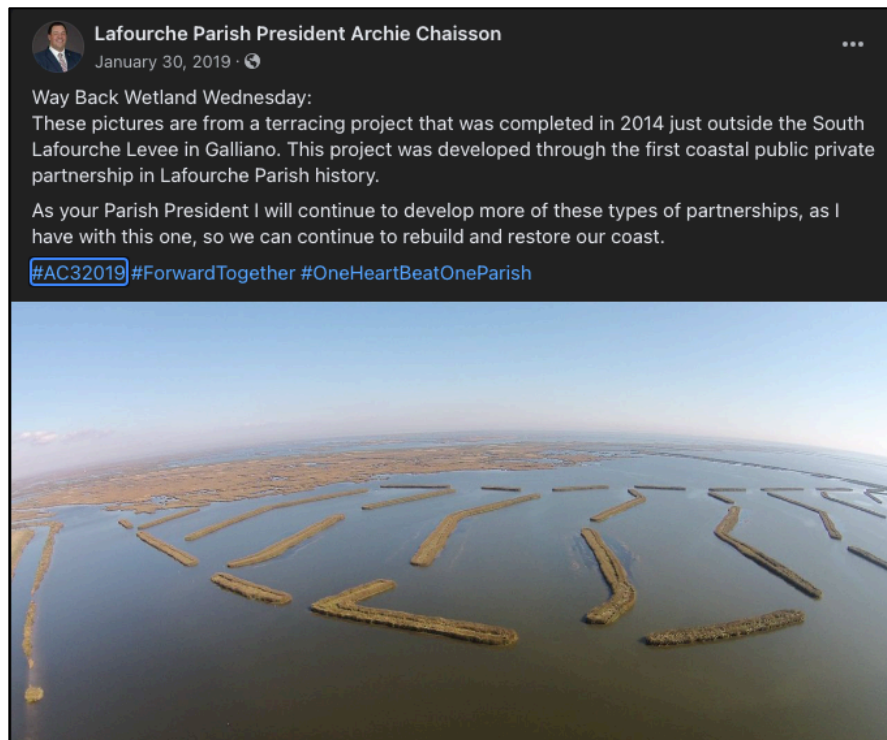 Lafourche Parish President Archie Chaisson
January 30, 2019 ·
Way Back Wetland Wednesday:
These pictures are from a terracing project that was completed in 2014 just outside the South
Lafourche Levee in Galliano. This project was developed through the first coastal public private
partnership in Lafourche Parish history.
As your Parish President I will continue to develop more of these types of partnerships, as I
have with this one, so we can continue to rebuild and restore our coast.
#AC32019 #ForwardTogether #OneHeartBeatOneParish